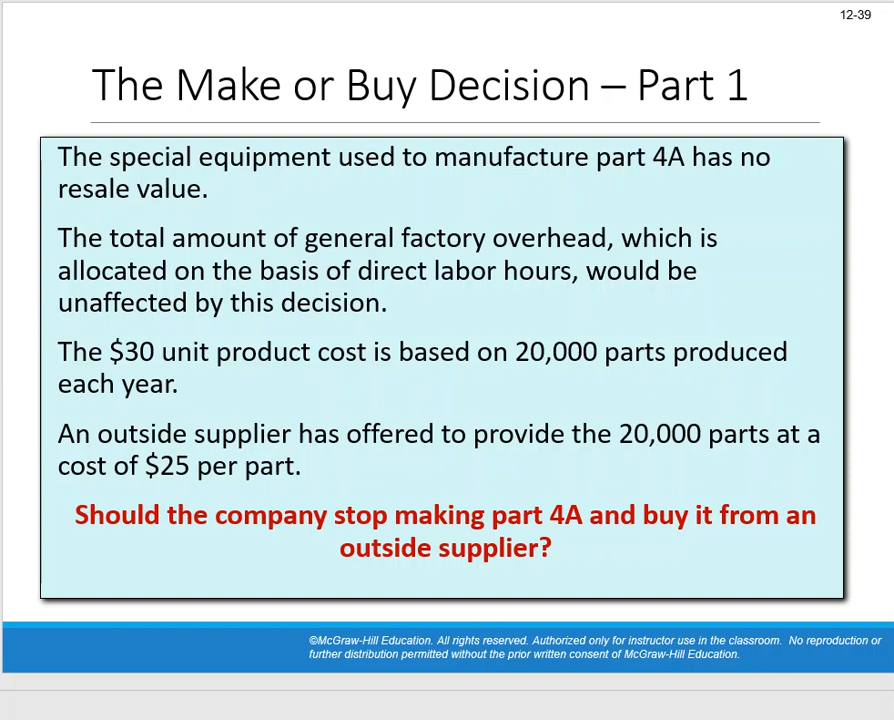 12-39
The Make or Buy Decision – Part 1
The special equipment used to manufacture part 4A has no
resale value.
The total amount of general factory overhead, which is
allocated on the basis of direct labor hours, would be
unaffected by this decision.
The $30 unit product cost is based on 20,000 parts produced
each year.
An outside supplier has offered to provide the 20,000 parts at a
cost of $25 per part.
Should the company stop making part 4A and buy it from an
outside supplier?
©McGraw-Hill Education. All rights reserved. Authorized only for instructor use in the classroom.  No reproduction or
further distribution permitted without the prior written consent of McGraw-Hill Education.